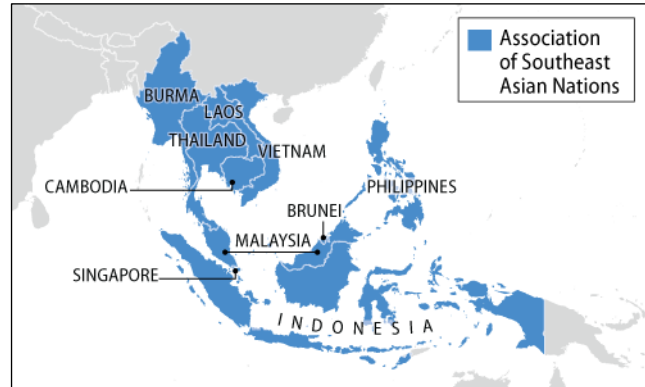 Association
of Southeast
Asian Nations
BURMA
LAOS
THAILAND
VIETNAM
CAMBODIA
PHILIPPINES
BRUNEI
MALAYSIA
SINGAPORE
INDONESIA